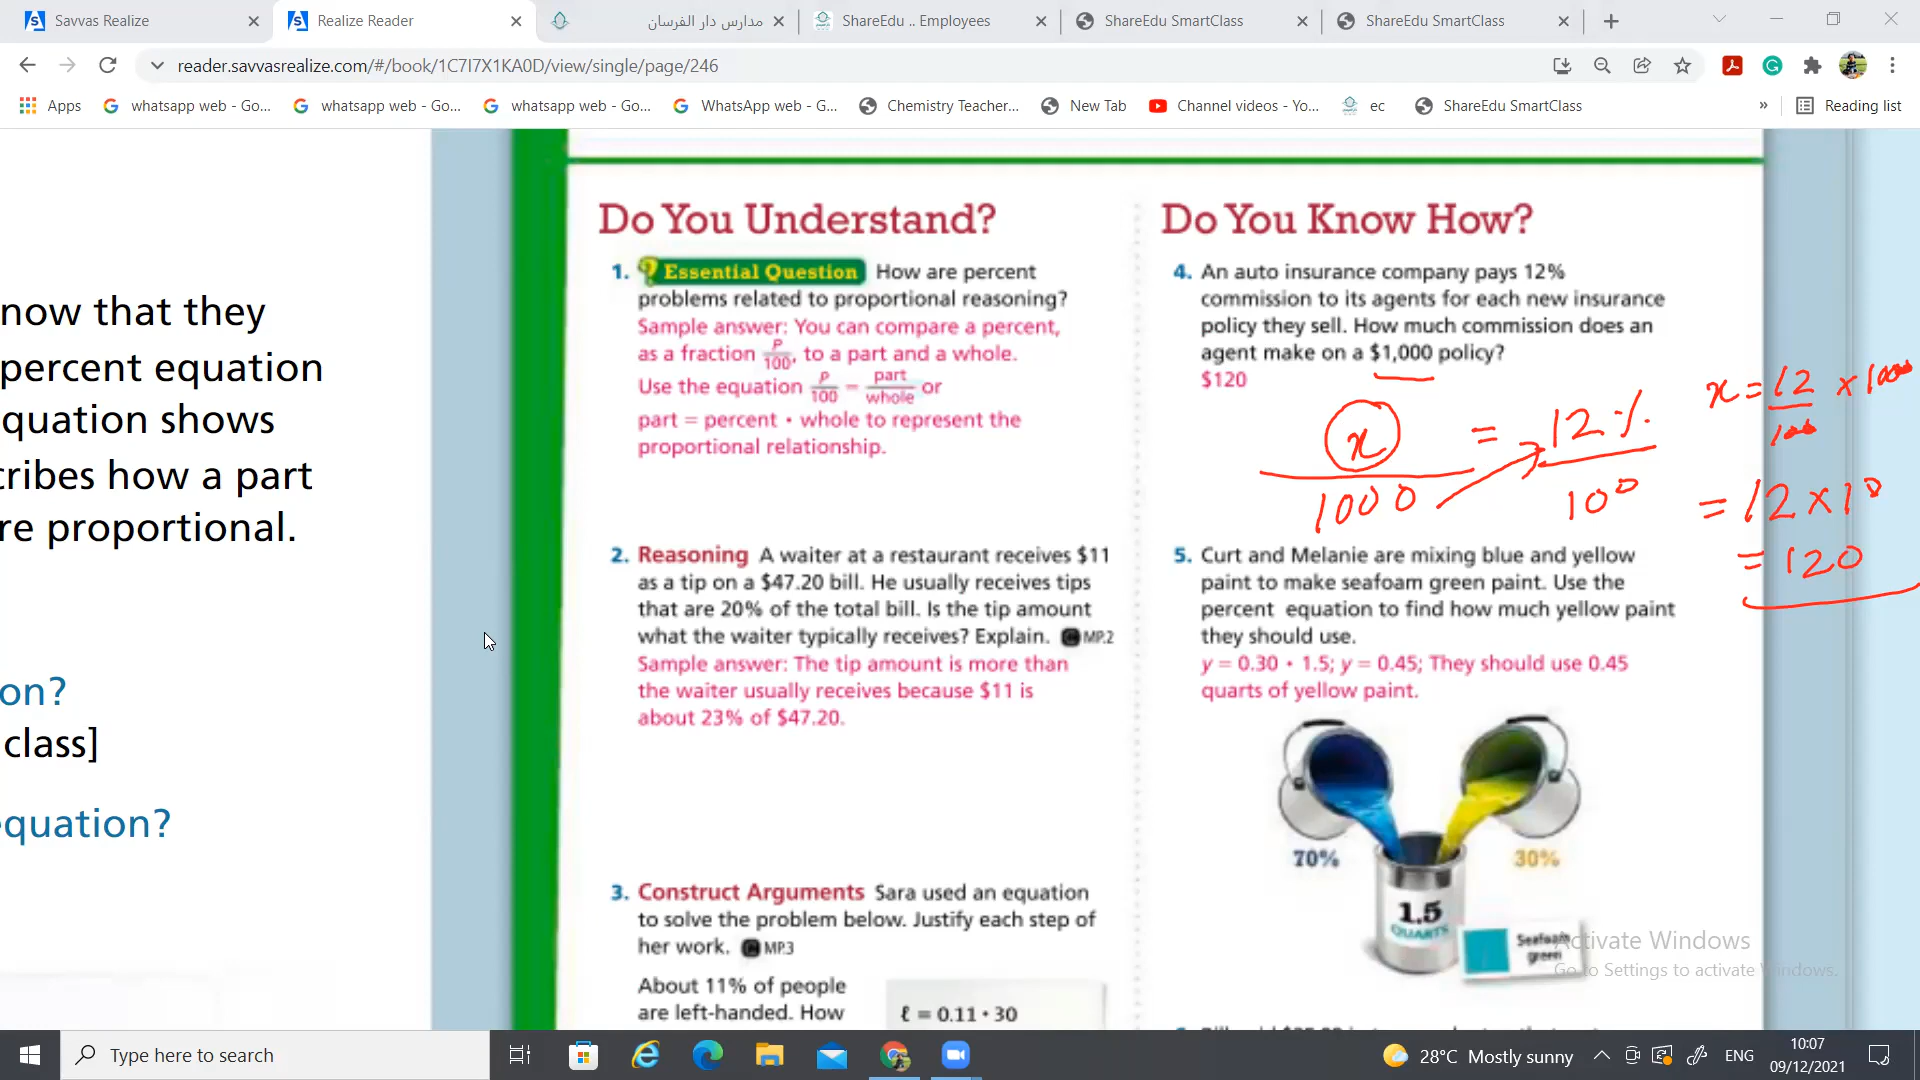 Savvas Realize
Realize Reader
مدارس دار الفرسان
ShareEdu .. Employees
ShareEdu SmartClass
ShareEdu SmartClass
reader.savvasrealize.com/#/book/1C7I7X1KA0D/view/single/page/246
Apps
whatsapp web - Go...
whatsapp web - Go...
whatsapp web - Go...
WhatsApp web - G...
Chemistry Teacher...
New Tab
Channel videos - Yo...
ec
ShareEdu SmartClass
»
Reading list
now that they
percent equation
quation shows
cribes how a part
re proportional.
on?
class]
equation?
Do You Understand?
1. ? Essential Question How are percent
problems related to proportional reasoning?
Sample answer: You can compare a percent,
as a fraction p/100, to a part and a whole.
Use the equation p/100 = part/whole or
part = percent • whole to represent the
proportional relationship.
2. Reasoning A waiter at a restaurant receives $11
as a tip on a $47.20 bill. He usually receives tips
that are 20% of the total bill. Is the tip amount
what the waiter typically receives? Explain. MP.2
Sample answer: The tip amount is more than
the waiter usually receives because $11 is
about 23% of $47.20.
3. Construct Arguments Sara used an equation
to solve the problem below. Justify each step of
her work. MP.3
About 11% of people
are left-handed. How
ℓ = 0.11 • 30
Do You Know How?
4. An auto insurance company pays 12%
commission to its agents for each new insurance
policy they sell. How much commission does an
agent make on a $1,000 policy?
$120
x/1000 = 12%/100
x = 12/100 × 1000
= 12 × 10
= 120
5. Curt and Melanie are mixing blue and yellow
paint to make seafoam green paint. Use the
percent equation to find how much yellow paint
they should use.
y = 0.30 • 1.5; y = 0.45; They should use 0.45
quarts of yellow paint.
70%
30%
1.5
QUARTS
Seafoam
green
Activate Windows
Go to Settings to activate Windows.
Type here to search
28°C Mostly sunny
ENG
10:07
09/12/2021